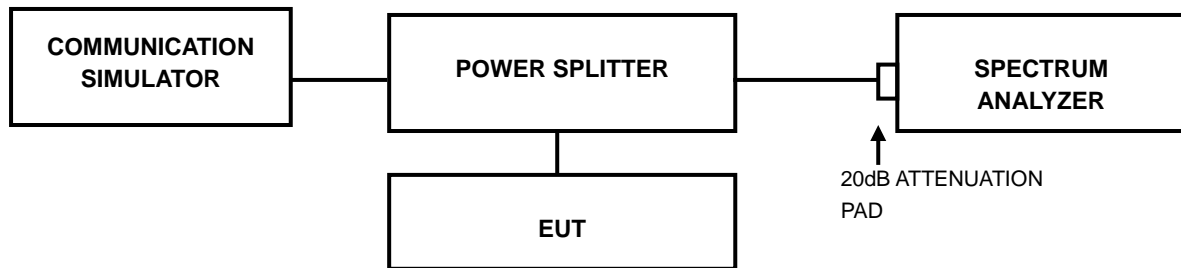 COMMUNICATION
SIMULATOR
POWER SPLITTER
SPECTRUM
ANALYZER
20dB ATTENUATION
PAD
EUT